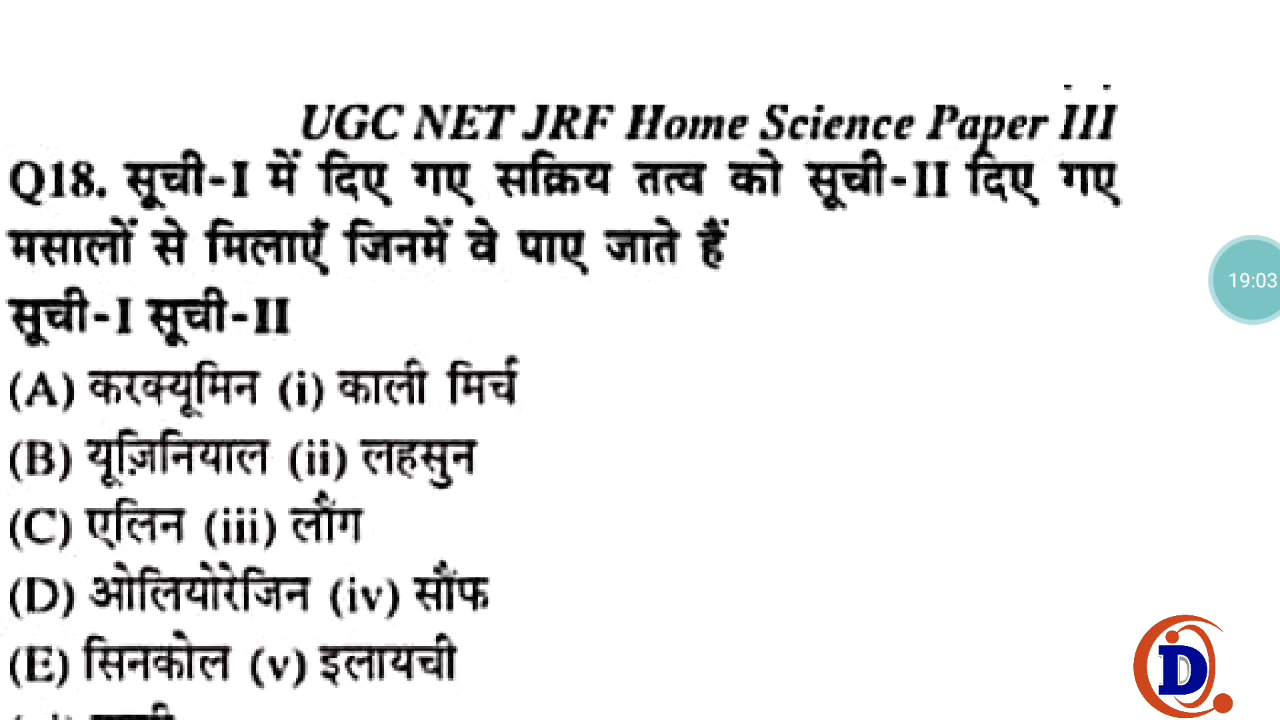 UGC NET JRF Home Science Paper III
Q18. सूची-I में दिए गए सक्रिय तत्व को सूची-II दिए गए
मसालों से मिलाएँ जिनमें वे पाए जाते हैं
सूची-I सूची-II
(A) करक्यूमिन (i) काली मिर्च
(B) यूज़िनियाल (ii) लहसुन
(C) एलिन (iii) लौंग
(D) ओलियोरेजिन (iv) सौंफ
(E) सिनकोल (v) इलायची
19:03
D